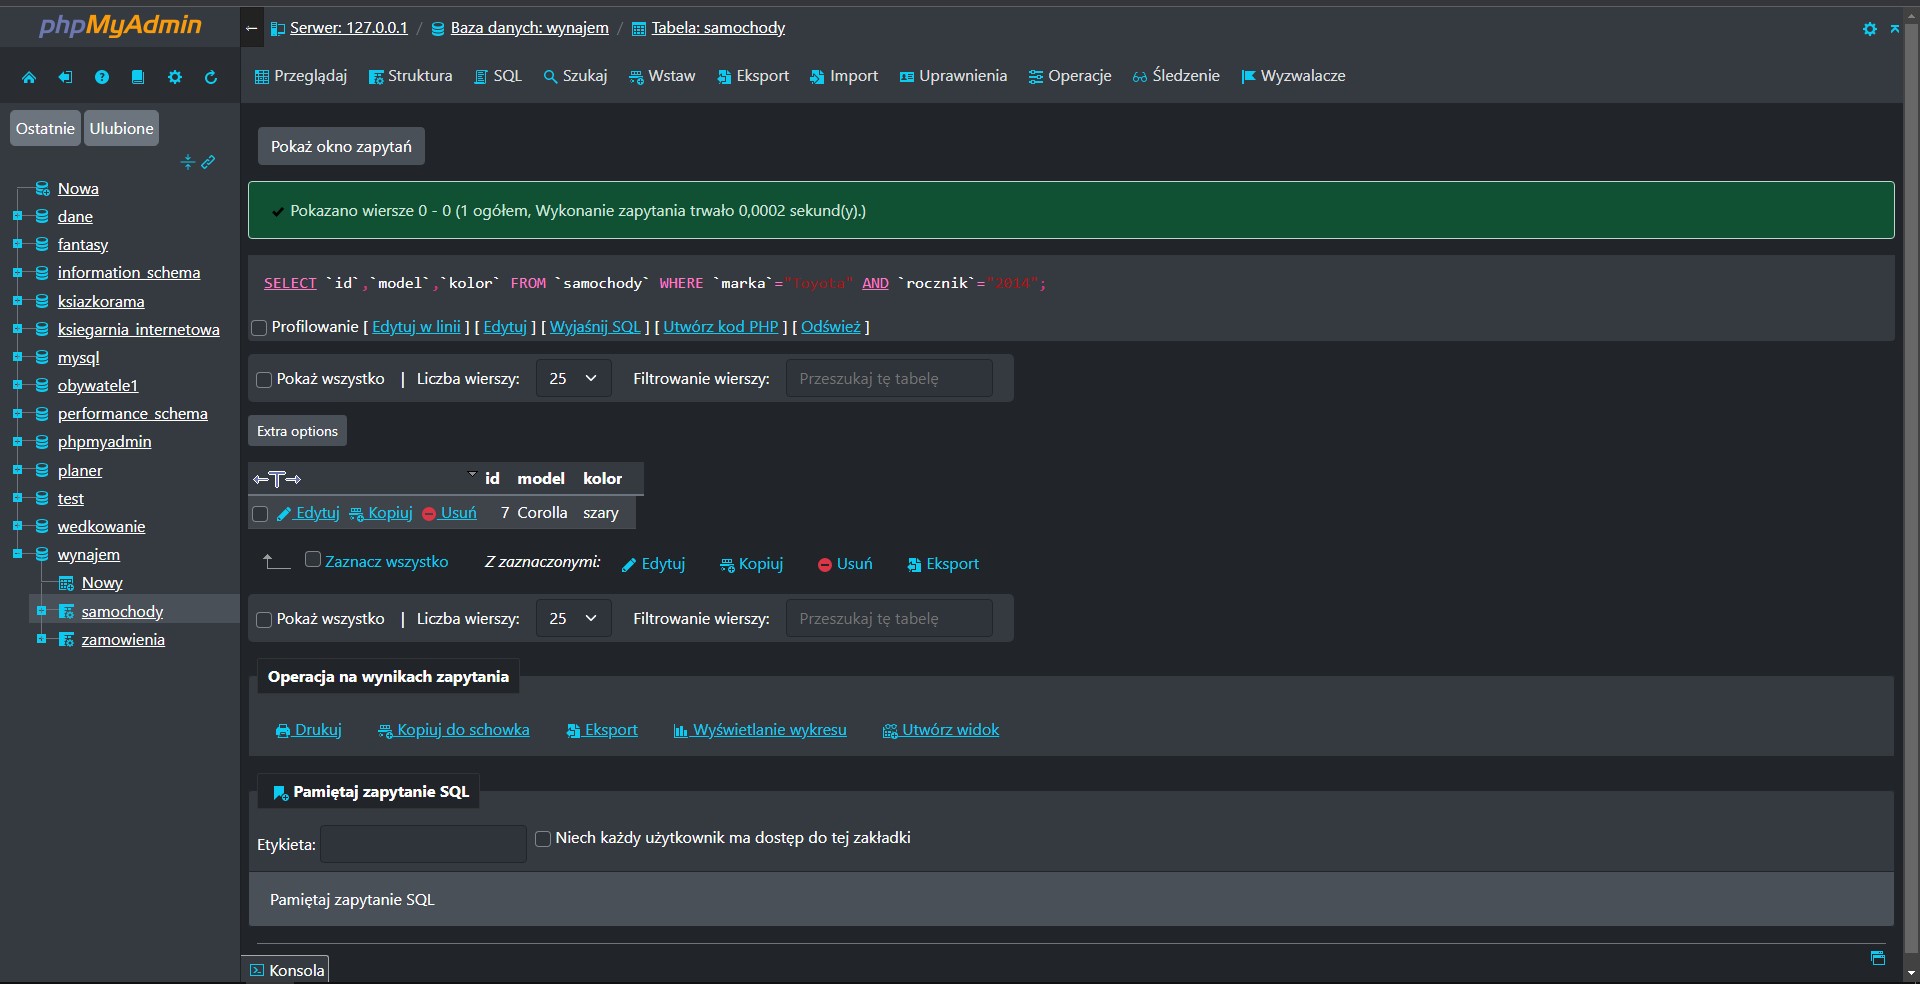 phpMyAdmin
Serwer: 127.0.0.1 / Baza danych: wynajem / Tabela: samochody
Przeglądaj Struktura SQL Szukaj Wstaw Eksport Import Uprawnienia Operacje Śledzenie Wyzwalacze
Ostatnie Ulubione
Nowa
dane
fantasy
information_schema
ksiazkorama
ksiegarnia_internetowa
mysql
obywatele1
performance_schema
phpmyadmin
planer
test
wedkowanie
wynajem
Nowy
samochody
zamowienia
Pokaż okno zapytań
Pokazano wiersze 0 - 0 (1 ogółem, Wykonanie zapytania trwało 0,0002 sekund(y).)
SELECT `id`,`model`,`kolor` FROM `samochody` WHERE `marka`="Toyota" AND `rocznik`="2014";
Profilowanie [ Edytuj w linii ] [ Edytuj ] [ Wyjaśnij SQL ] [ Utwórz kod PHP ] [ Odśwież ]
Pokaż wszystko | Liczba wierszy: 25 Filtrowanie wierszy: Przeszukaj tę tabelę
Extra options
←T→ id model kolor
Edytuj Kopiuj Usuń 7 Corolla szary
Zaznacz wszystko Z zaznaczonymi: Edytuj Kopiuj Usuń Eksport
Pokaż wszystko | Liczba wierszy: 25 Filtrowanie wierszy: Przeszukaj tę tabelę
Operacja na wynikach zapytania
Drukuj Kopiuj do schowka Eksport Wyświetlanie wykresu Utwórz widok
Pamiętaj zapytanie SQL
Etykieta: Niech każdy użytkownik ma dostęp do tej zakładki
Pamiętaj zapytanie SQL
Konsola